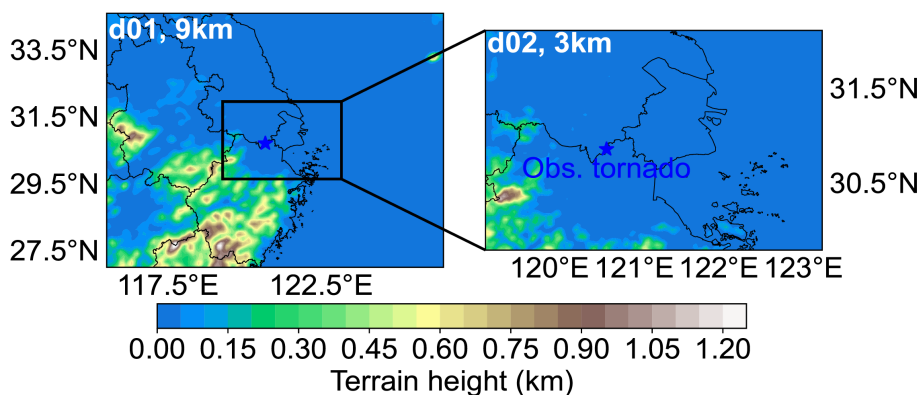 d01, 9km
33.5°N
31.5°N
29.5°N
27.5°N
117.5°E 122.5°E
d02, 3km
Obs. tornado
31.5°N
30.5°N
120°E 121°E 122°E 123°E
0.00 0.15 0.30 0.45 0.60 0.75 0.90 1.05 1.20
Terrain height (km)